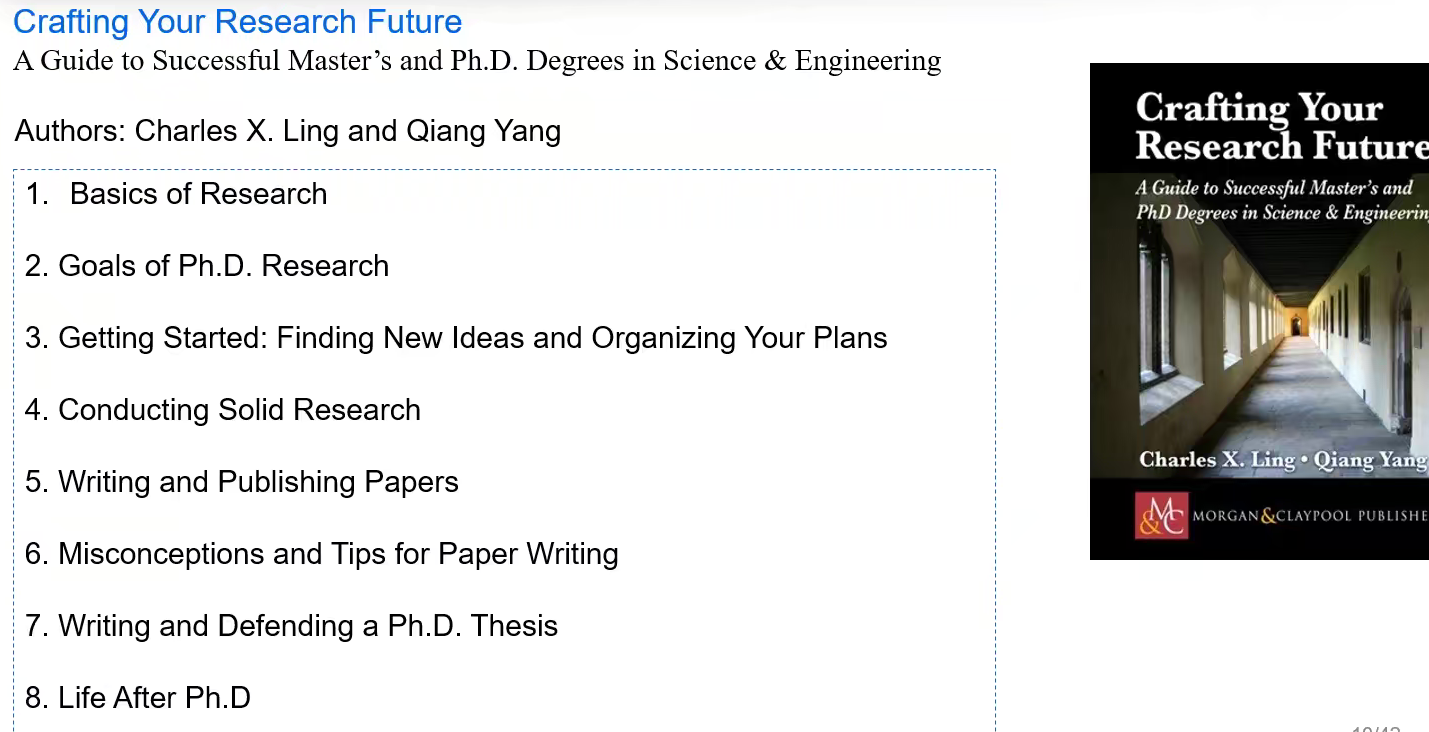 Crafting Your Research Future
A Guide to Successful Master’s and Ph.D. Degrees in Science & Engineering
Authors: Charles X. Ling and Qiang Yang
1. Basics of Research
2. Goals of Ph.D. Research
3. Getting Started: Finding New Ideas and Organizing Your Plans
4. Conducting Solid Research
5. Writing and Publishing Papers
6. Misconceptions and Tips for Paper Writing
7. Writing and Defending a Ph.D. Thesis
8. Life After Ph.D
Crafting Your
Research Future
A Guide to Successful Master’s and
PhD Degrees in Science & Engineerin
Charles X. Ling • Qiang Yang
M&C MORGAN&CLAYPOOL PUBLISHE